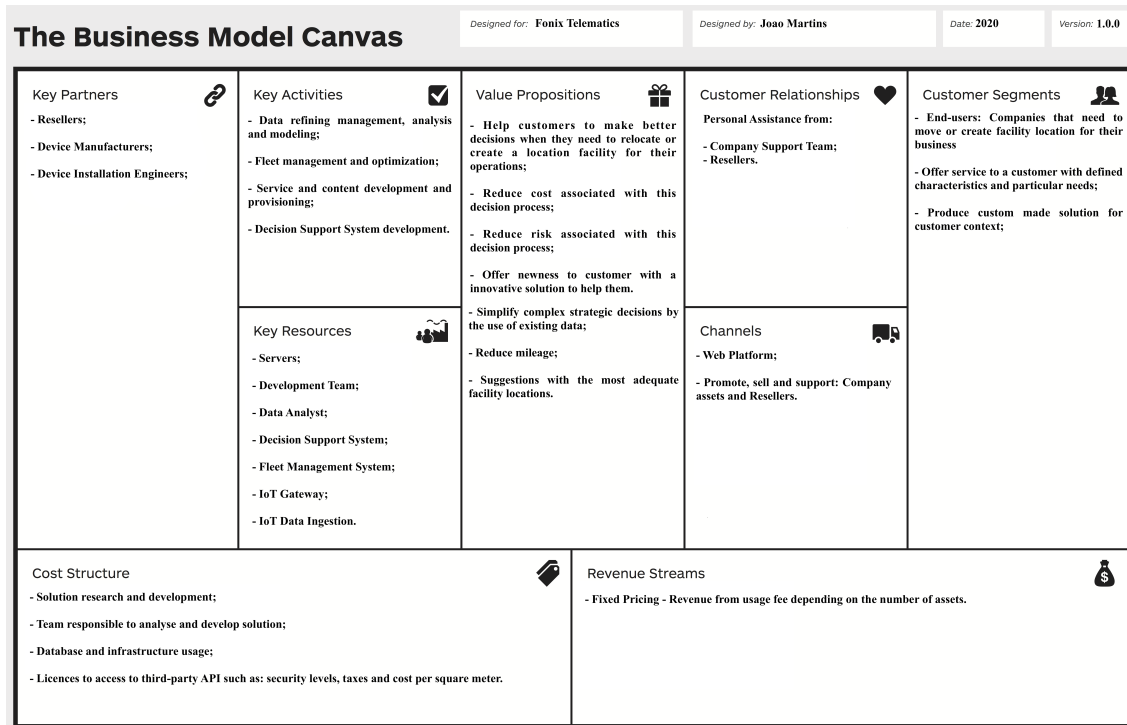 The Business Model Canvas
Designed for: Fonix Telematics
Designed by: Joao Martins
Date: 2020
Version: 1.0.0
Key Partners
- Resellers;
- Device Manufacturers;
- Device Installation Engineers;
Key Activities
- Data refining management, analysis
and modeling;
- Fleet management and optimization;
- Service and content development and
provisioning;
- Decision Support System development.
Key Resources
- Servers;
- Development Team;
- Data Analyst;
- Decision Support System;
- Fleet Management System;
- IoT Gateway;
- IoT Data Ingestion.
Value Propositions
- Help customers to make better
decisions when they need to relocate or
create a location facility for their
operations;
- Reduce cost associated with this
decision process;
- Reduce risk associated with this
decision process;
- Offer newness to customer with a
innovative solution to help them.
- Simplify complex strategic decisions by
the use of existing data;
- Reduce mileage;
- Suggestions with the most adequate
facility locations.
Customer Relationships
Personal Assistance from:
- Company Support Team;
- Resellers.
Channels
- Web Platform;
- Promote, sell and support: Company
assets and Resellers.
Customer Segments
- End-users: Companies that need to
move or create facility location for their
business
- Offer service to a customer with defined
characteristics and particular needs;
- Produce custom made solution for
customer context;
Cost Structure
- Solution research and development;
- Team responsible to analyse and develop solution;
- Database and infrastructure usage;
- Licences to access to third-party API such as: security levels, taxes and cost per square meter.
Revenue Streams
$
- Fixed Pricing - Revenue from usage fee depending on the number of assets.